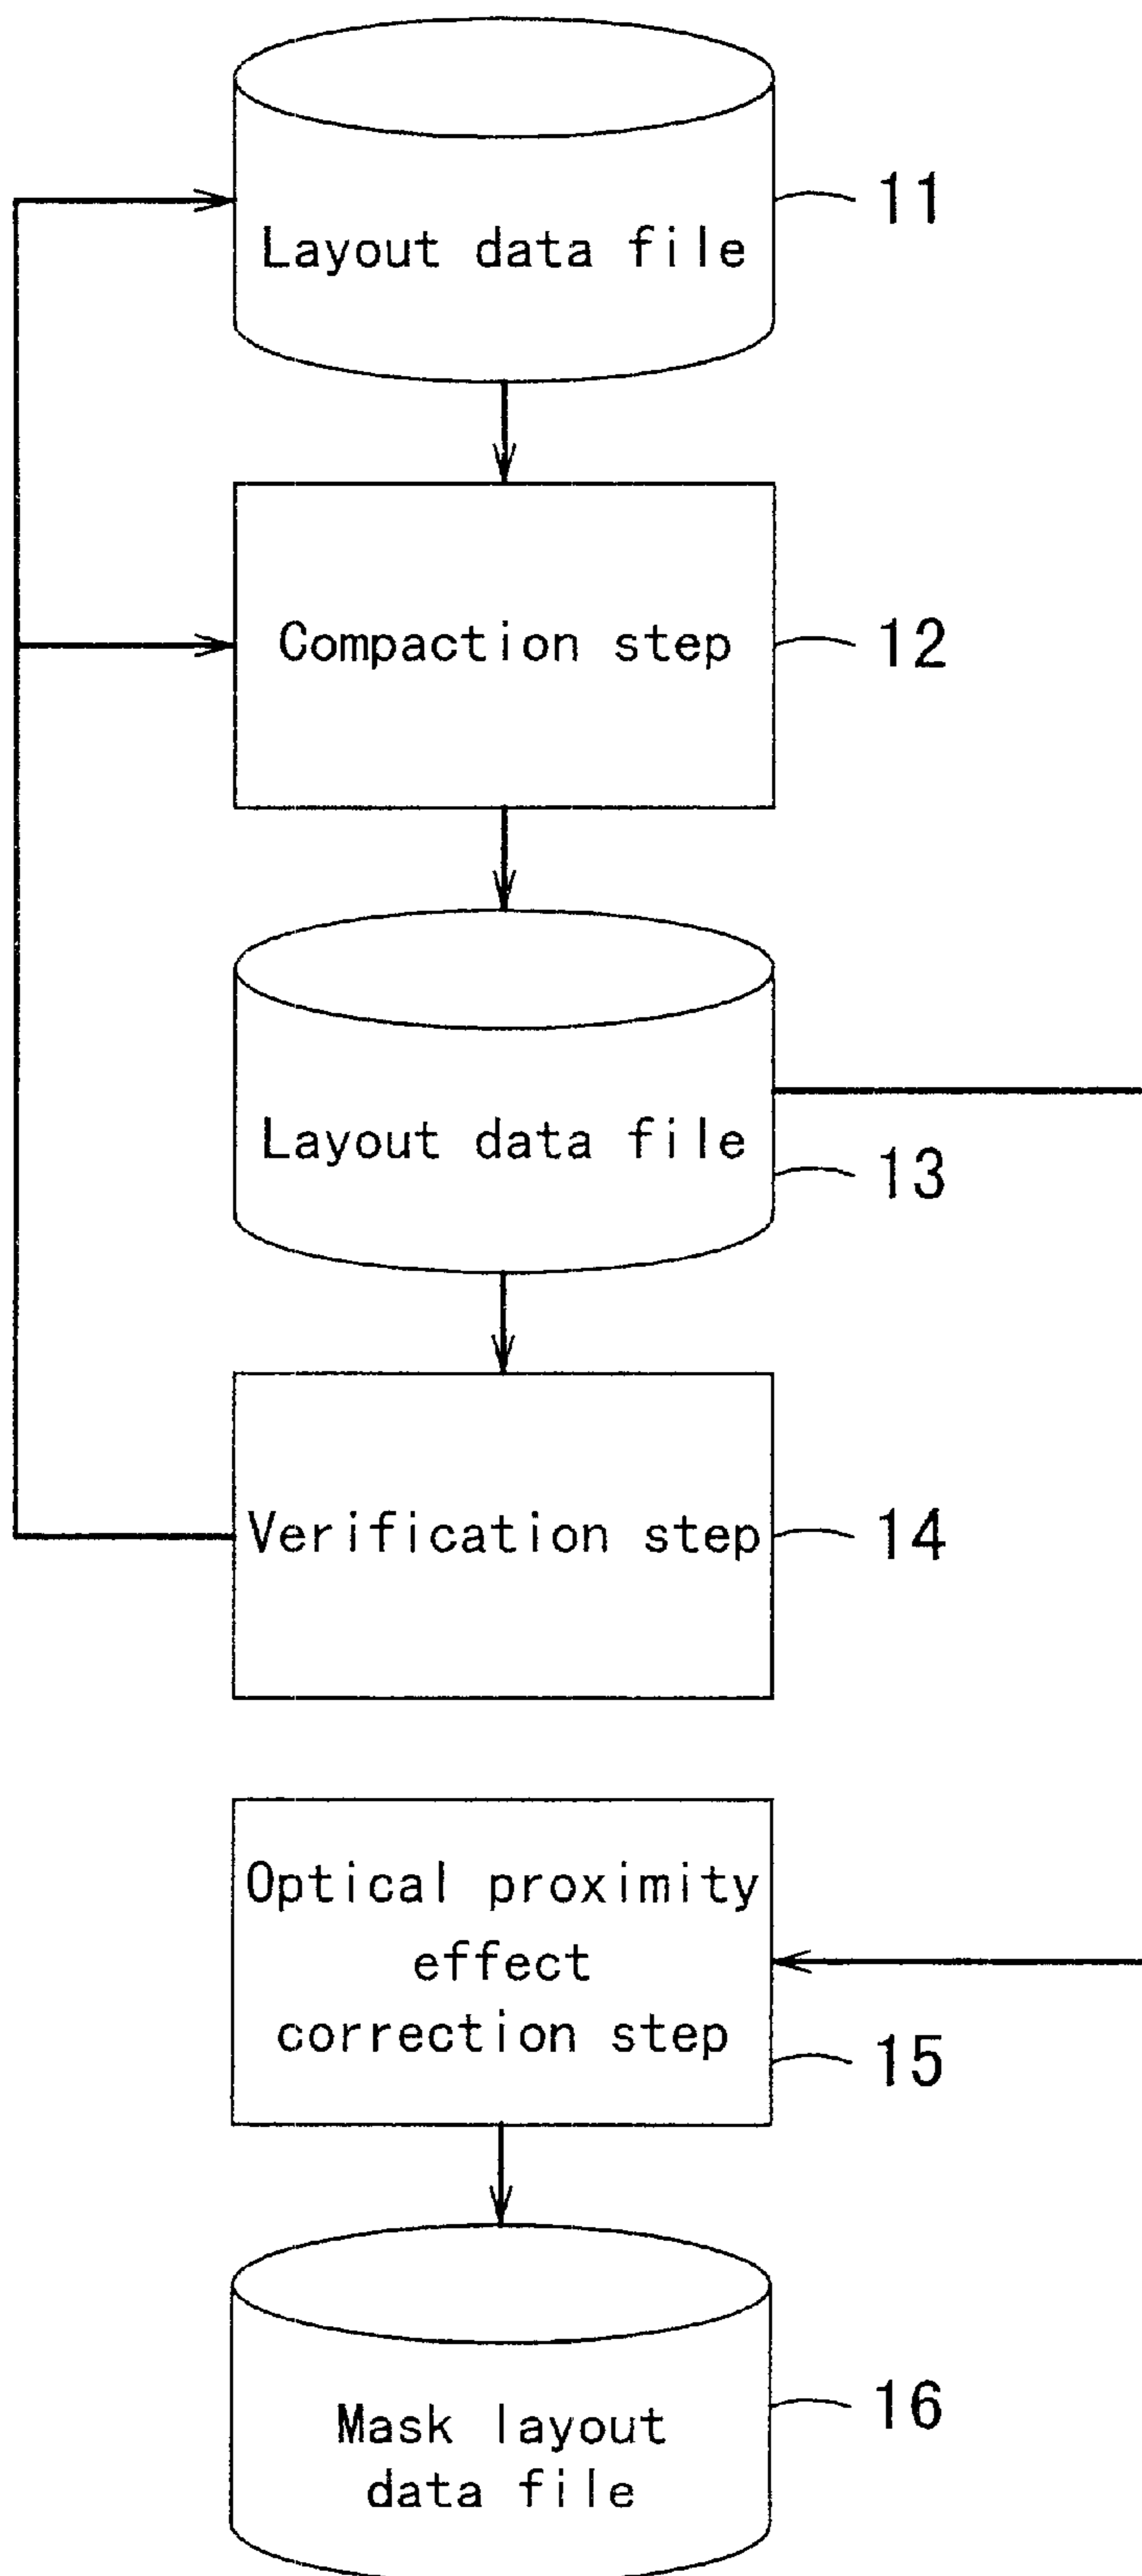 Layout data file
11
Compaction step
12
Layout data file
13
Verification step
14
Optical proximity
effect
correction step
15
Mask layout
data file
16